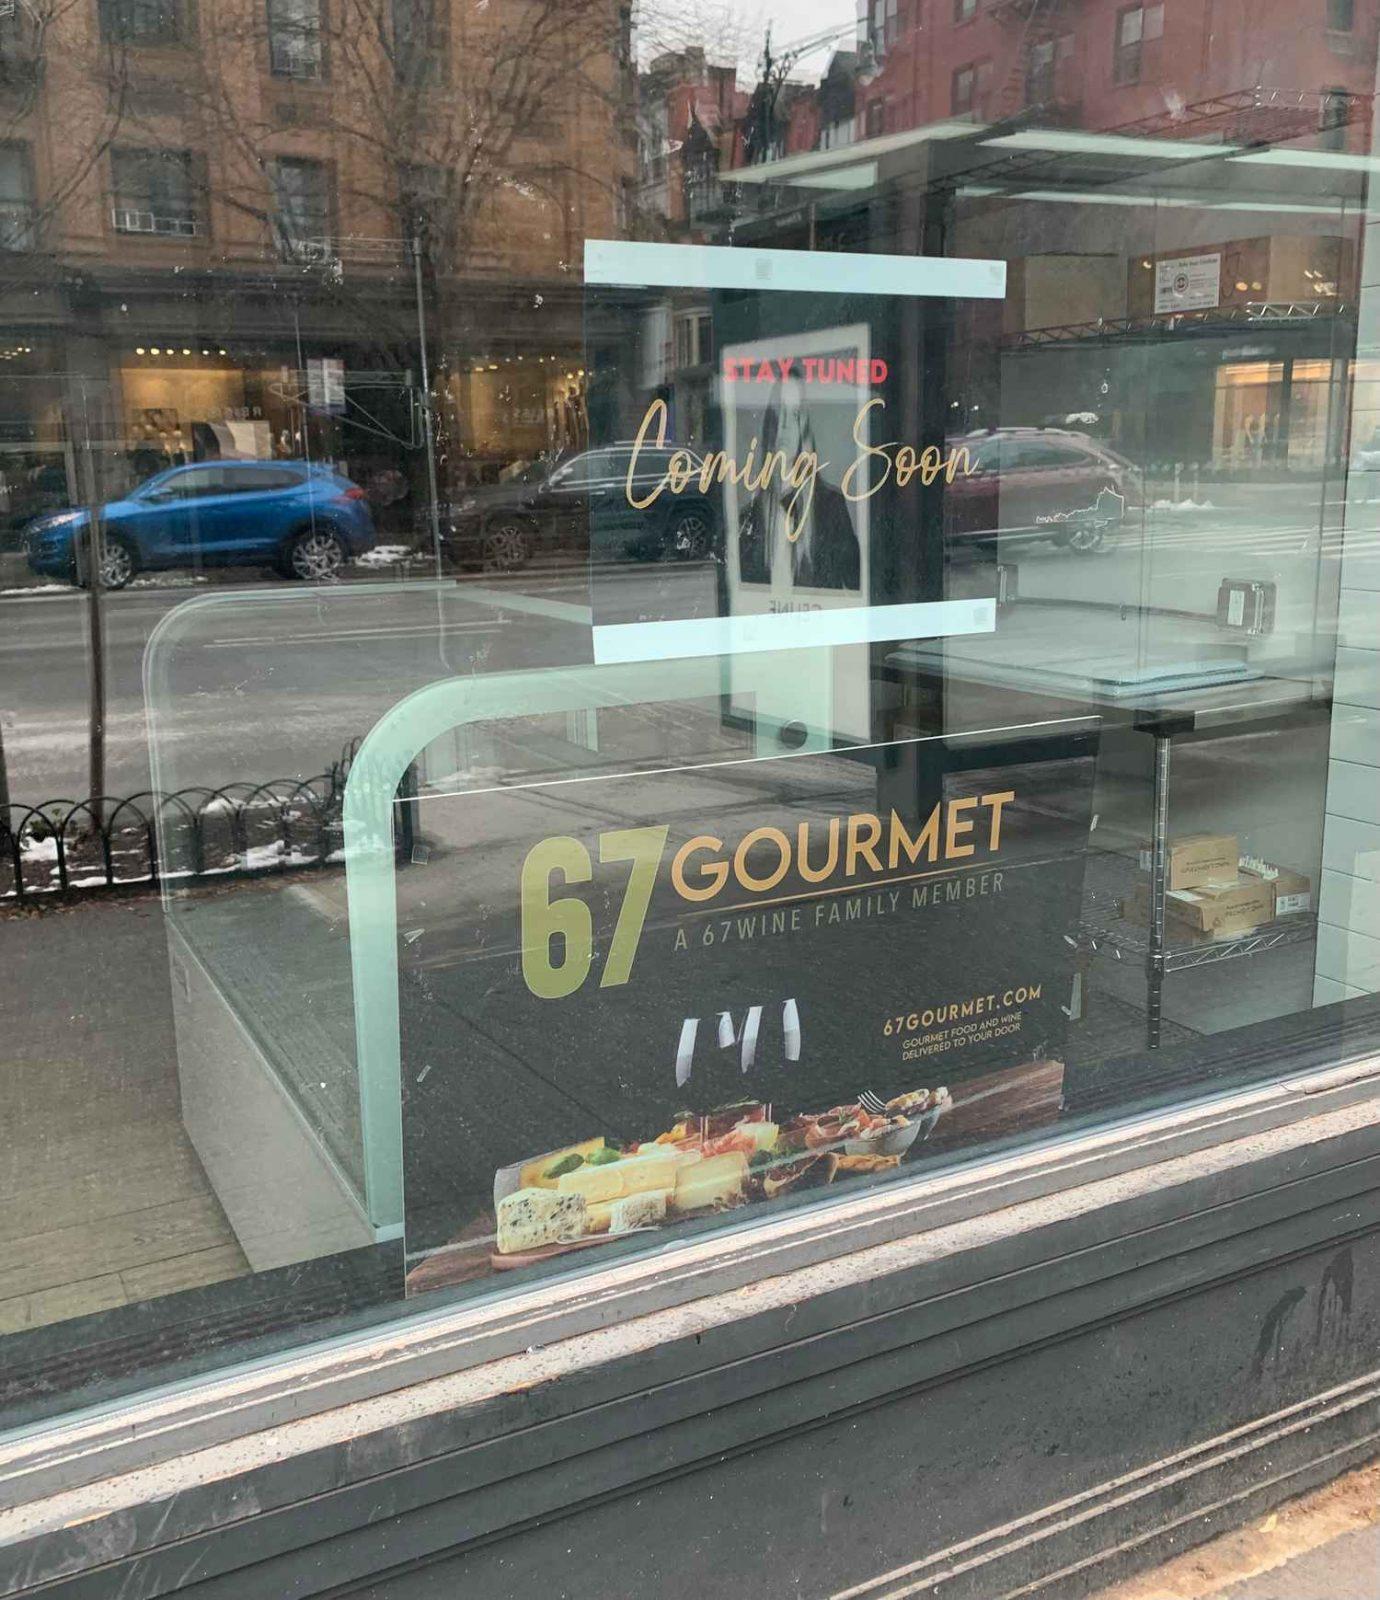 STAY TUNED
Coming Soon
CELINE
67 GOURMET
A 67WINE FAMILY MEMBER
67GOURMET.COM
GOURMET FOOD AND WINE
DELIVERED TO YOUR DOOR